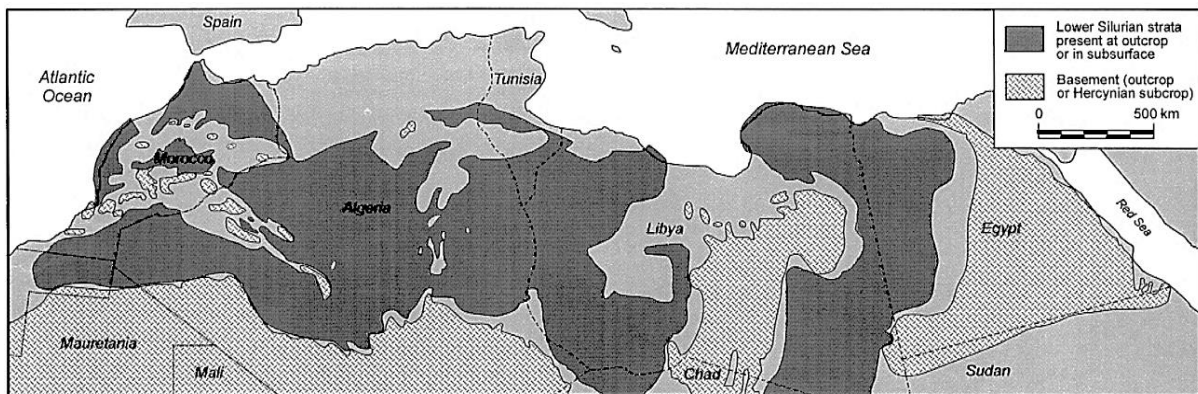 Spain
Mediterranean Sea
Atlantic
Ocean
Tunisia
Morocco
Algeria
Libya
Egypt
Red Sea
Mauretania
Mali
Chad
Sudan
Lower Silurian strata
present at outcrop
or in subsurface
Basement (outcrop
or Hercynian subcrop)
0 500 km